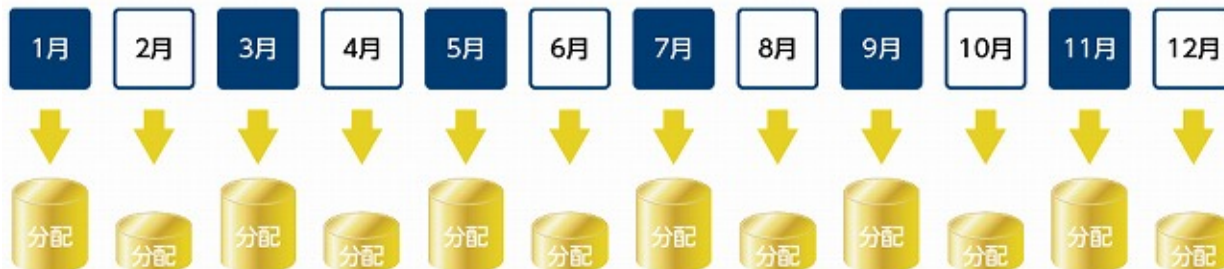 1月 2月 3月 4月 5月 6月 7月 8月 9月 10月 11月 12月
分配 分配 分配 分配 分配 分配 分配 分配 分配 分配 分配 分配